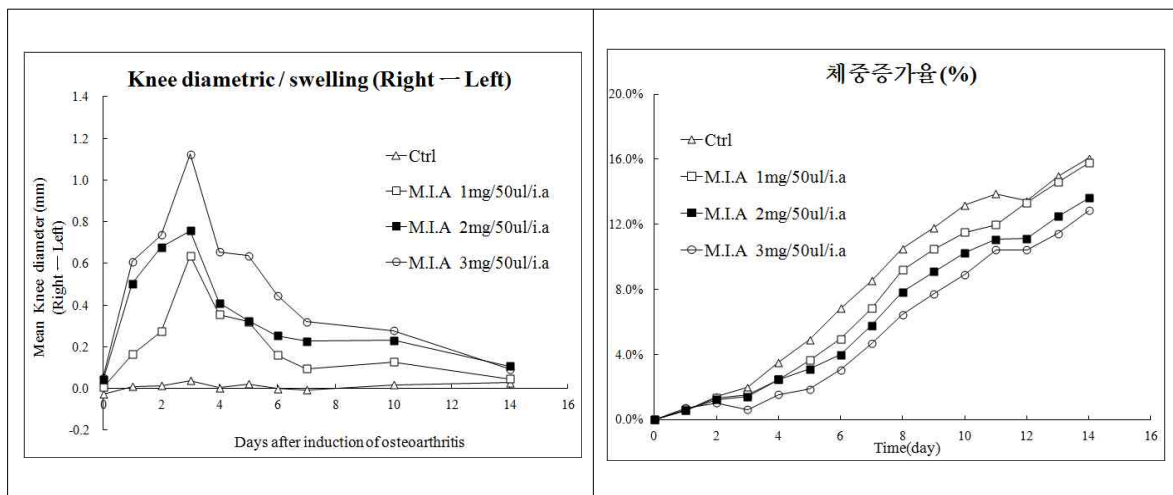 Knee diametric / swelling (Right ー Left)
1.4
1.2
1.0
0.8
0.6
0.4
0.2
0.0
-0.2
Mean Knee diameter (mm)
(Right ー Left)
Ctrl
M.I.A 1mg/50ul/i.a
M.I.A 2mg/50ul/i.a
M.I.A 3mg/50ul/i.a
0 2 4 6 8 10 12 14 16
Days after induction of osteoarthritis
체중증가율 (%)
20.0%
16.0%
12.0%
8.0%
4.0%
0.0%
Ctrl
M.I.A 1mg/50ul/i.a
M.I.A 2mg/50ul/i.a
M.I.A 3mg/50ul/i.a
0 2 4 6 8 10 12 14 16
Time(day)